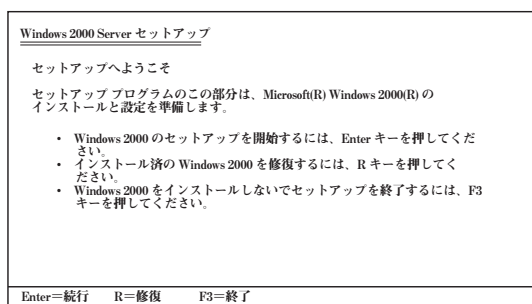 Windows 2000 Server セットアップ
セットアップへようこそ
セットアップ プログラムのこの部分は、Microsoft(R) Windows 2000(R) の
インストールと設定を準備します。
・ Windows 2000 のセットアップを開始するには、Enter キーを押してくだ
さい。
・ インストール済の Windows 2000 を修復するには、R キーを押してく
ださい。
・ Windows 2000 をインストールしないでセットアップを終了するには、F3
キーを押してください。
Enter＝続行 R＝修復 F3＝終了